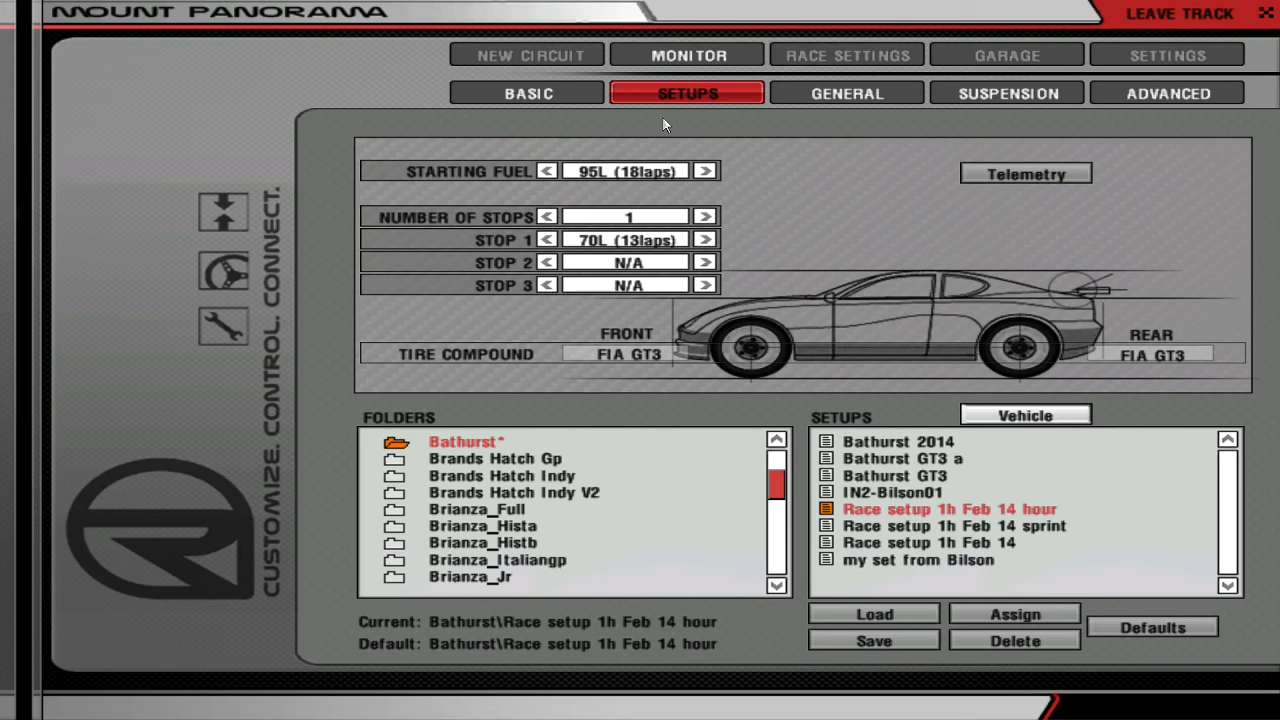 MOUNT PANORAMA
LEAVE TRACK
NEW CIRCUIT MONITOR RACE SETTINGS GARAGE SETTINGS
BASIC SETUPS GENERAL SUSPENSION ADVANCED
STARTING FUEL < 95L (18laps) >
Telemetry
NUMBER OF STOPS < 1 >
STOP 1 < 70L (13laps) >
STOP 2 < N/A >
STOP 3 < N/A >
FRONT REAR
TIRE COMPOUND FIA GT3 FIA GT3
CUSTOMIZE. CONTROL. CONNECT.
FOLDERS
Bathurst*
Brands Hatch Gp
Brands Hatch Indy
Brands Hatch Indy V2
Brianza_Full
Brianza_Hista
Brianza_Histb
Brianza_Italiangp
Brianza_Jr
SETUPS Vehicle
Bathurst 2014
Bathurst GT3 a
Bathurst GT3
IN2-Bilson01
Race setup 1h Feb 14 hour
Race setup 1h Feb 14 sprint
Race setup 1h Feb 14
my set from Bilson
Current: Bathurst\Race setup 1h Feb 14 hour
Default: Bathurst\Race setup 1h Feb 14 hour
Load Assign
Save Delete
Defaults